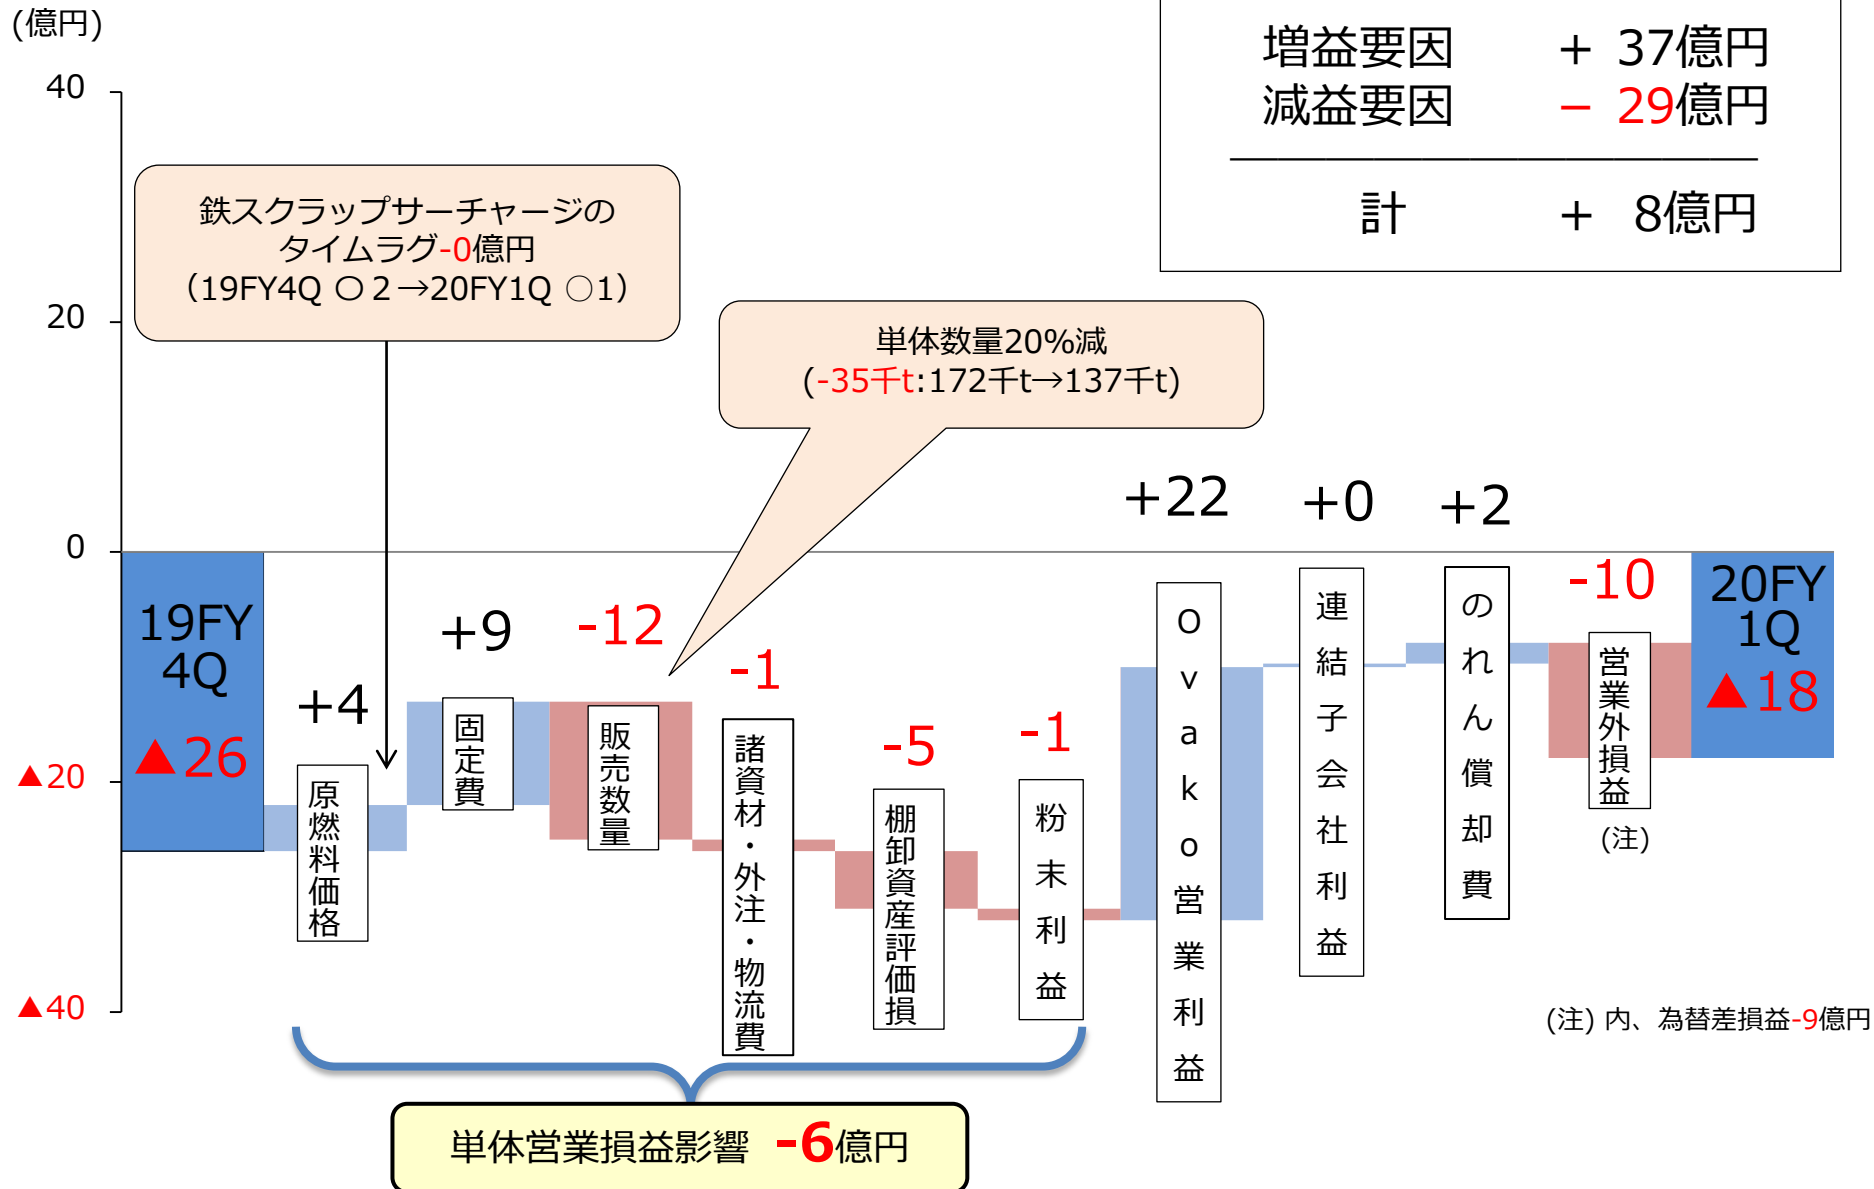 (億円)
増益要因 + 37億円
減益要因 − 29億円
計 + 8億円
40
20
0
▲20
▲40
鉄スクラップサーチャージの
タイムラグ-0億円
（19FY4Q 〇２→20FY1Q ○1）
単体数量20%減
(-35千t:172千t→137千t)
19FY
4Q
▲26
+4
原燃料価格
+9
固定費
-12
販売数量
-1
諸資材・外注・物流費
-5
棚卸資産評価損
-1
粉末利益
+22
Ovako営業利益
+0
連結子会社利益
+2
のれん償却費
-10
営業外損益
(注)
20FY
1Q
▲18
(注) 内、為替差損益-9億円
単体営業損益影響 -6億円